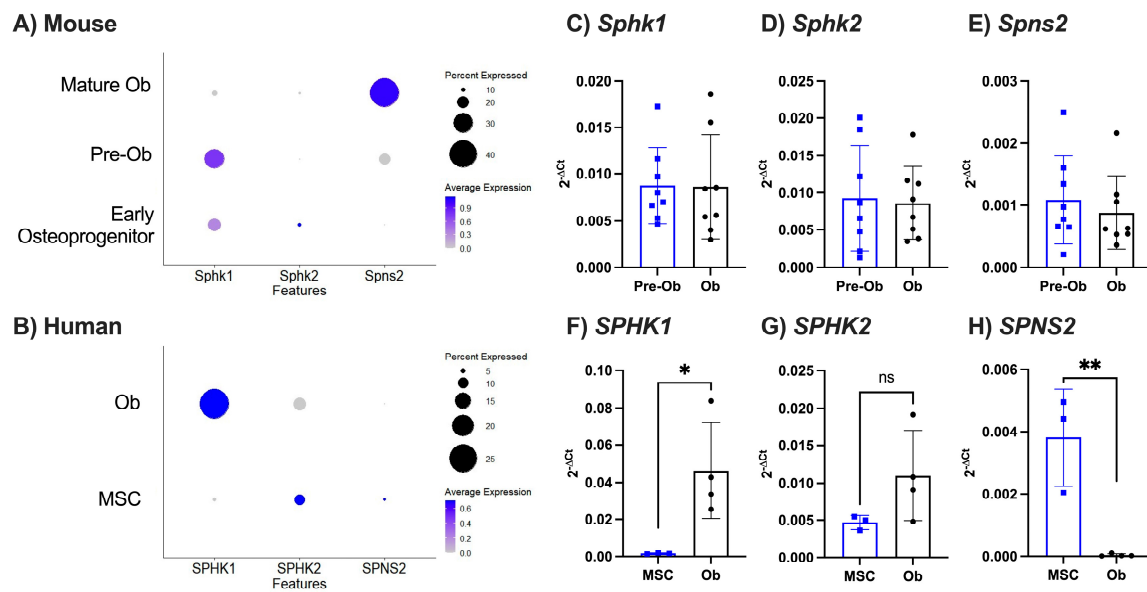 A) Mouse
Mature Ob
Pre-Ob
Early
Osteoprogenitor
Sphk1 Sphk2 Spns2
Features
Percent Expressed
10
20
30
40
Average Expression
0.9
0.6
0.3
0.0
B) Human
Ob
MSC
SPHK1 SPHK2 SPNS2
Features
Percent Expressed
5
10
15
20
25
Average Expression
0.6
0.4
0.2
0.0
C) Sphk1
2^-ΔCt
0.020
0.015
0.010
0.005
0.000
Pre-Ob Ob
D) Sphk2
2^-ΔCt
0.025
0.020
0.015
0.010
0.005
0.000
Pre-Ob Ob
E) Spns2
2^-ΔCt
0.003
0.002
0.001
0.000
Pre-Ob Ob
F) SPHK1
2^-ΔCt
0.10
0.08
0.06
0.04
0.02
0.00
*
MSC Ob
G) SPHK2
2^-ΔCt
0.025
0.020
0.015
0.010
0.005
0.000
ns
MSC Ob
H) SPNS2
2^-ΔCt
0.006
0.004
0.002
0.000
**
MSC Ob